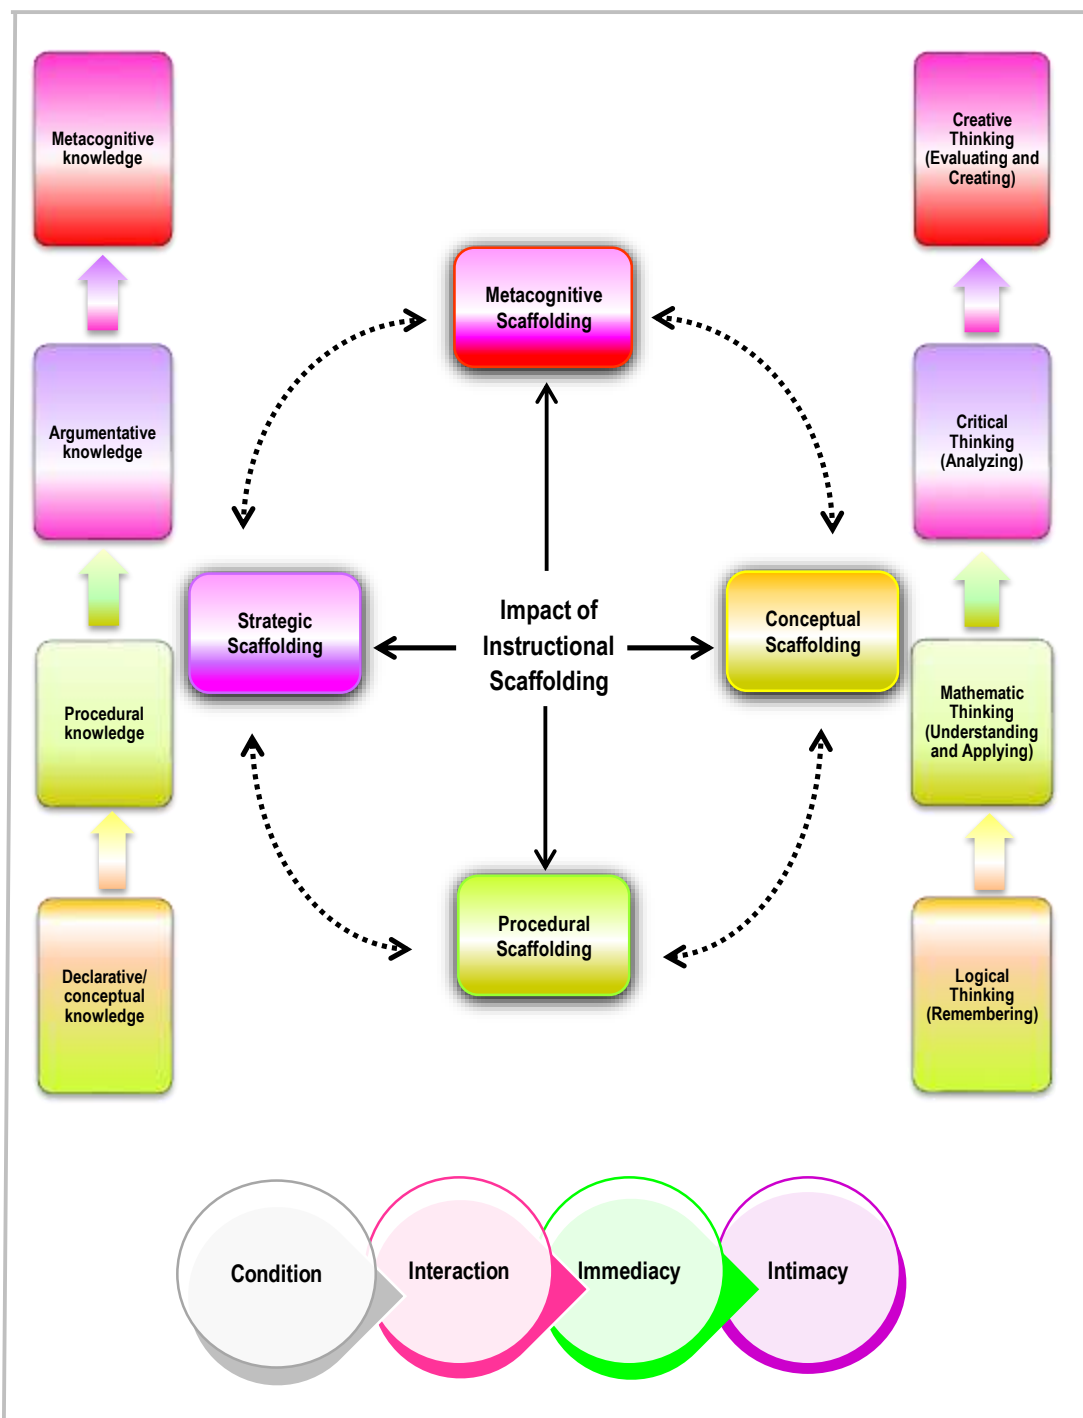 Metacognitive
knowledge
Creative
Thinking
(Evaluating and
Creating)
Metacognitive
Scaffolding
Argumentative
knowledge
Critical
Thinking
(Analyzing)
Strategic
Scaffolding
Impact of
Instructional
Scaffolding
Conceptual
Scaffolding
Procedural
knowledge
Mathematic
Thinking
(Understanding
and Applying)
Procedural
Scaffolding
Declarative/
conceptual
knowledge
Logical
Thinking
(Remembering)
Condition
Interaction
Immediacy
Intimacy